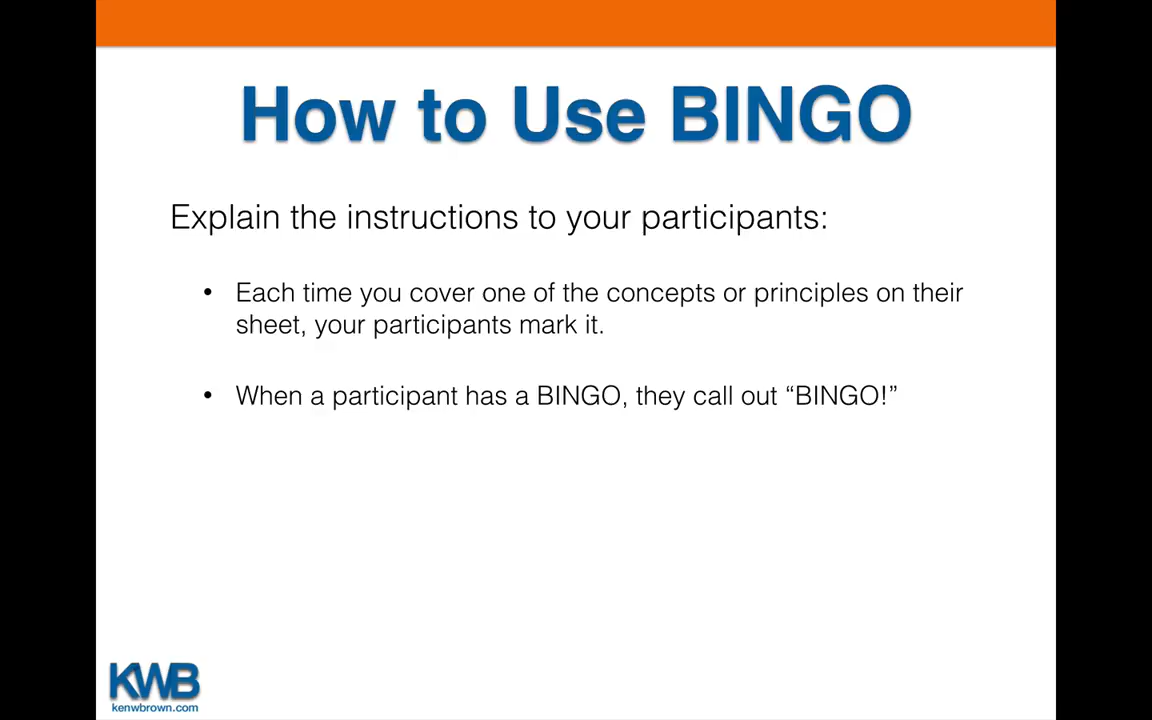 How to Use BINGO
Explain the instructions to your participants:
• Each time you cover one of the concepts or principles on their
sheet, your participants mark it.
• When a participant has a BINGO, they call out “BINGO!”
KWB
kenwbrown.com